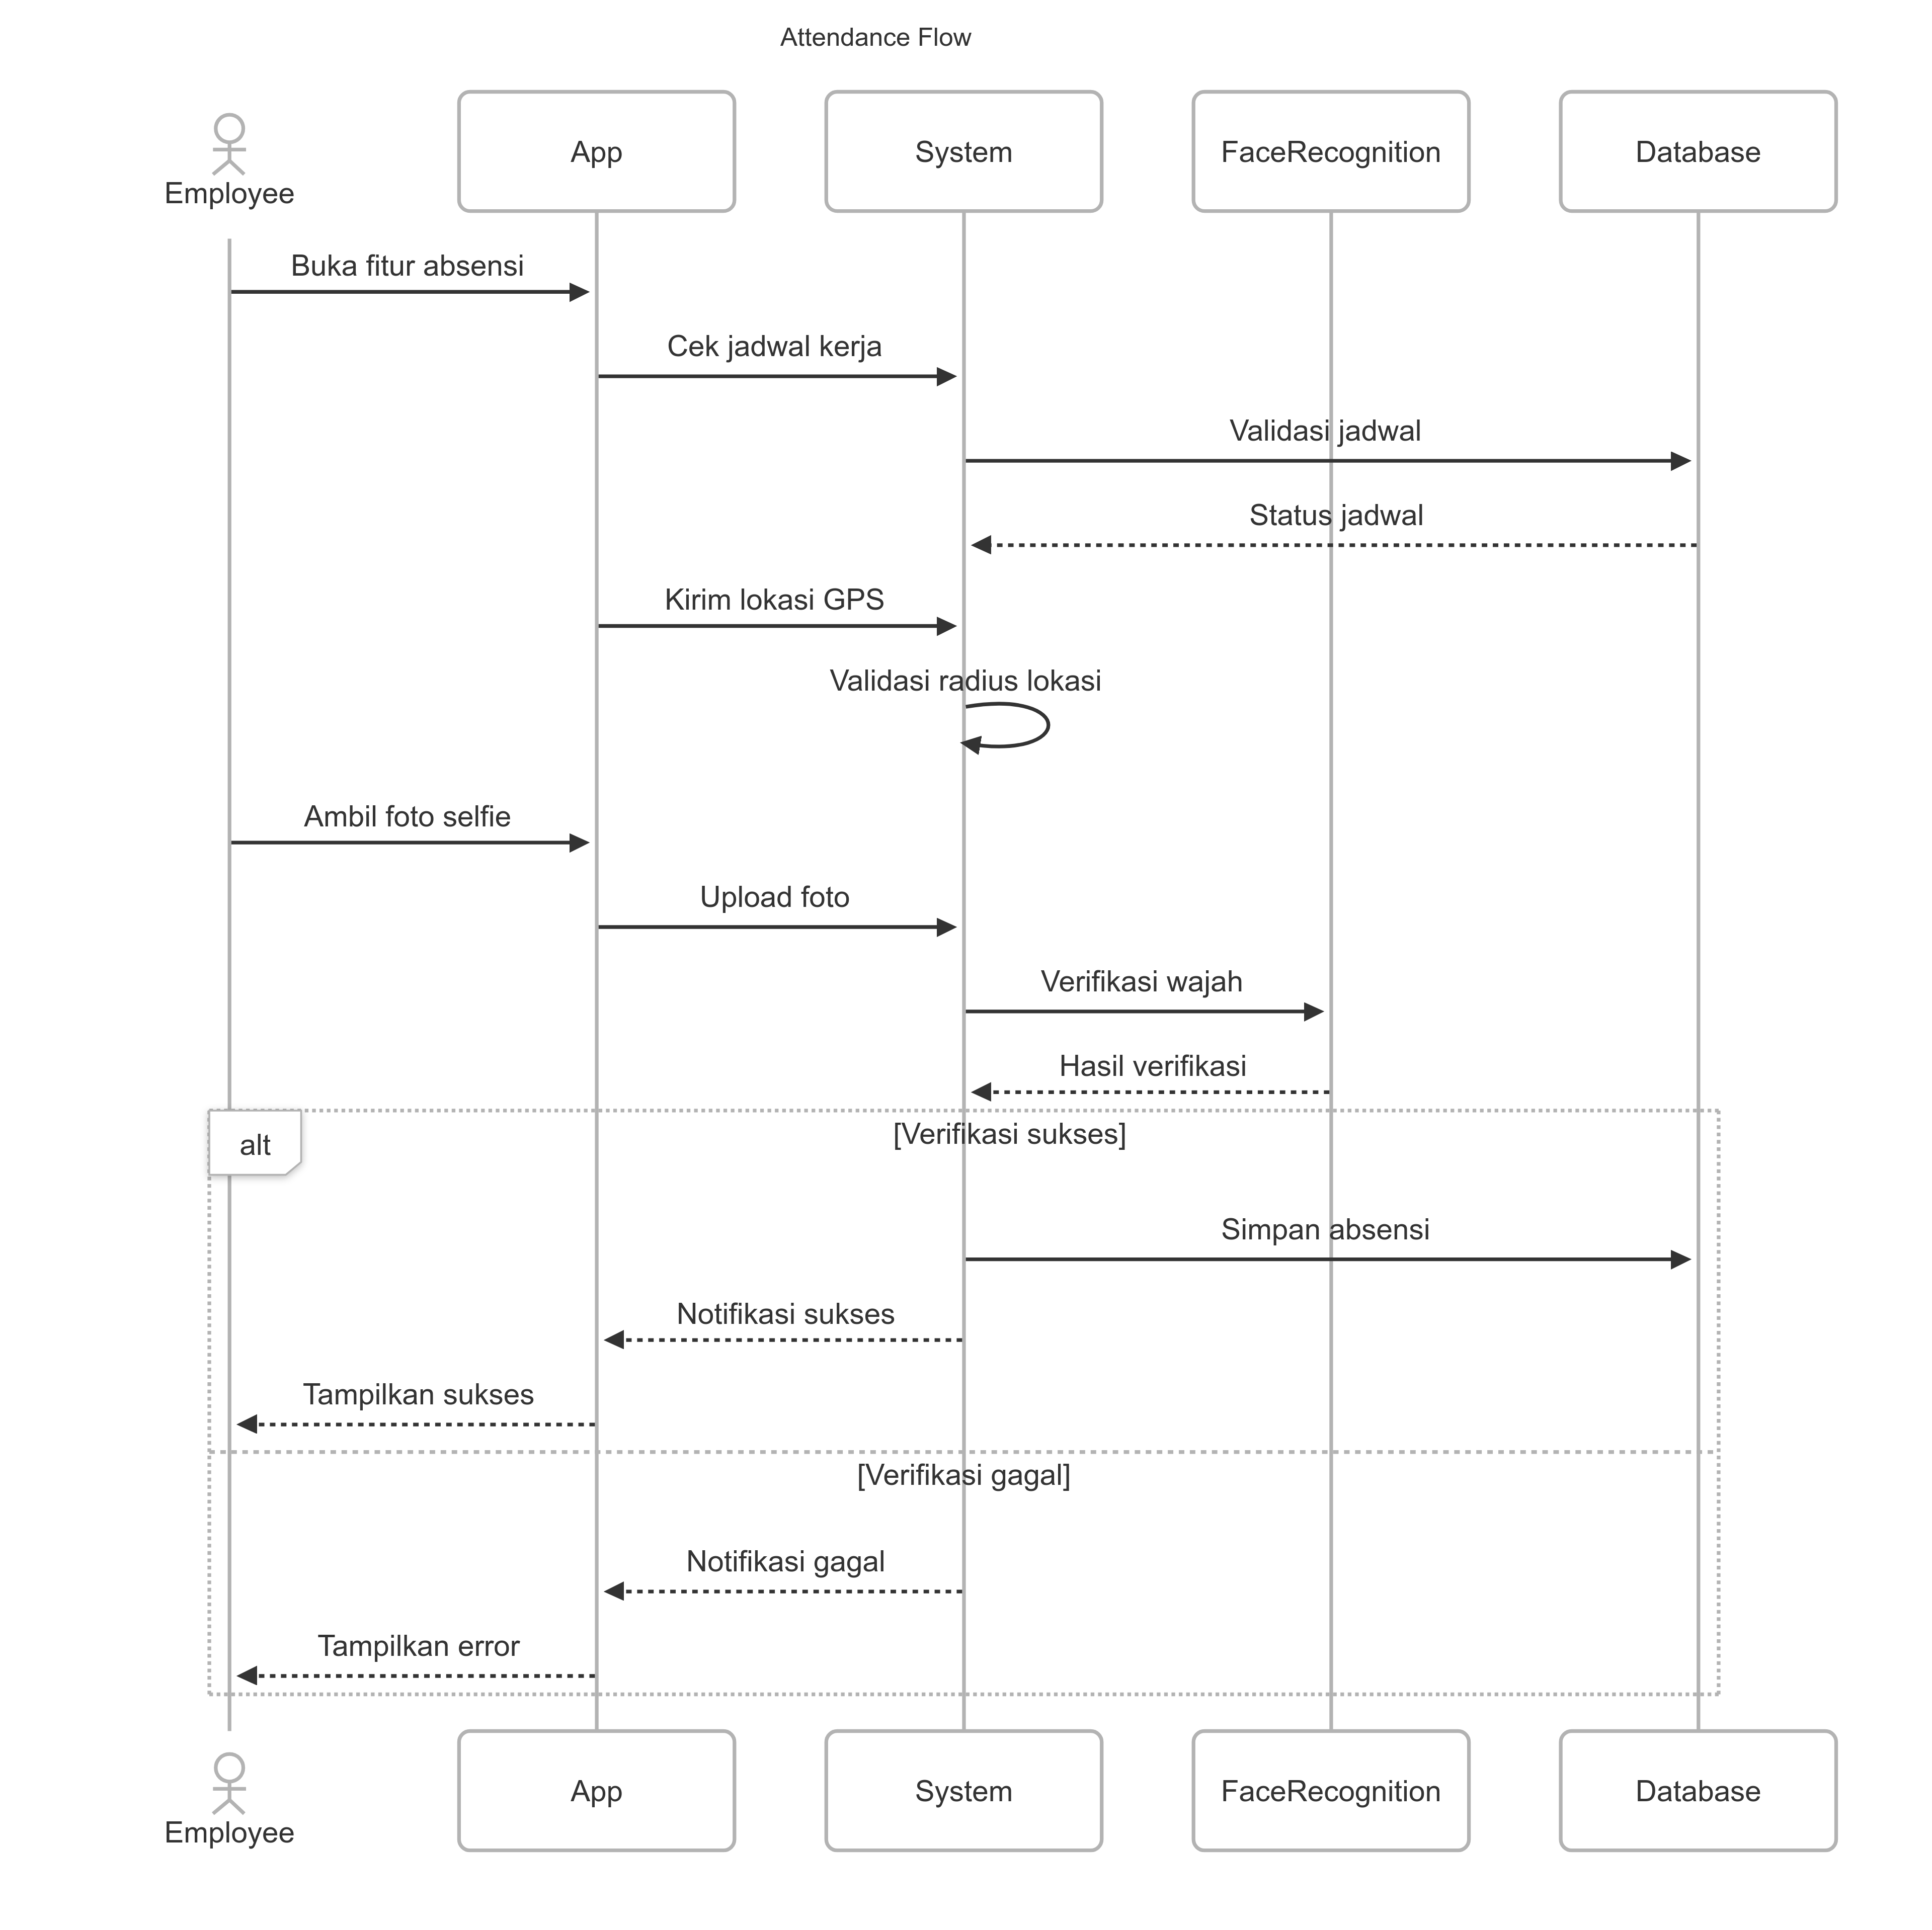 Attendance Flow
Employee
App
System
FaceRecognition
Database
Buka fitur absensi
Cek jadwal kerja
Validasi jadwal
Status jadwal
Kirim lokasi GPS
Validasi radius lokasi
Ambil foto selfie
Upload foto
Verifikasi wajah
Hasil verifikasi
alt
[Verifikasi sukses]
Simpan absensi
Notifikasi sukses
Tampilkan sukses
[Verifikasi gagal]
Notifikasi gagal
Tampilkan error
Employee
App
System
FaceRecognition
Database